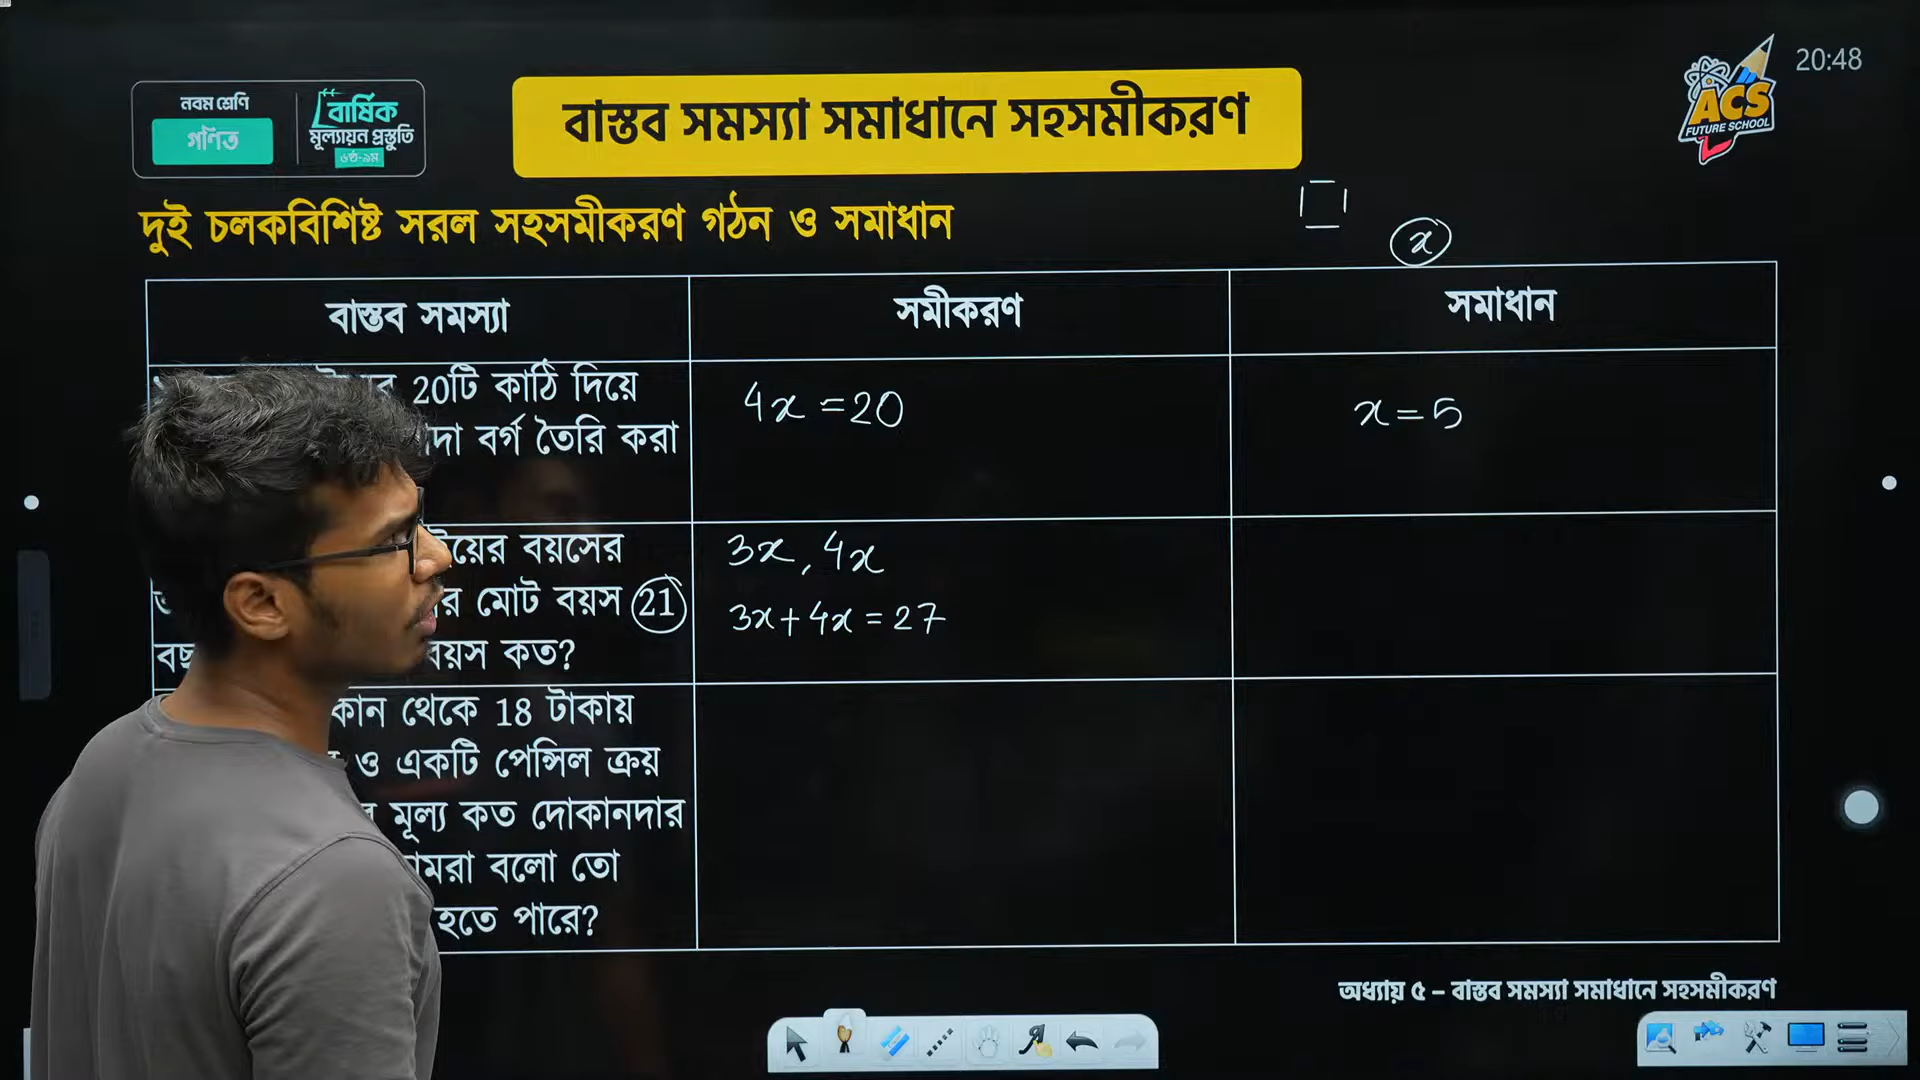 20:48
নবম শ্রেণি
গণিত
বার্ষিক
মূল্যায়ন প্রস্তুতি
৬ষ্ঠ-৯ম
বাস্তব সমস্যা সমাধানে সহসমীকরণ
ACS
FUTURE SCHOOL
দুই চলকবিশিষ্ট সরল সহসমীকরণ গঠন ও সমাধান
x
বাস্তব সমস্যা
সমীকরণ
সমাধান
20টি কাঠি দিয়ে
বর্গ তৈরি করা
4x = 20
x = 5
বয়সের
মোট বয়স 21
বয়স কত?
3x, 4x
3x + 4x = 27
থেকে 18 টাকায়
ও একটি পেন্সিল ক্রয়
মূল্য কত দোকানদার
বলো তো
হতে পারে?
অধ্যায় ৫ – বাস্তব সমস্যা সমাধানে সহসমীকরণ